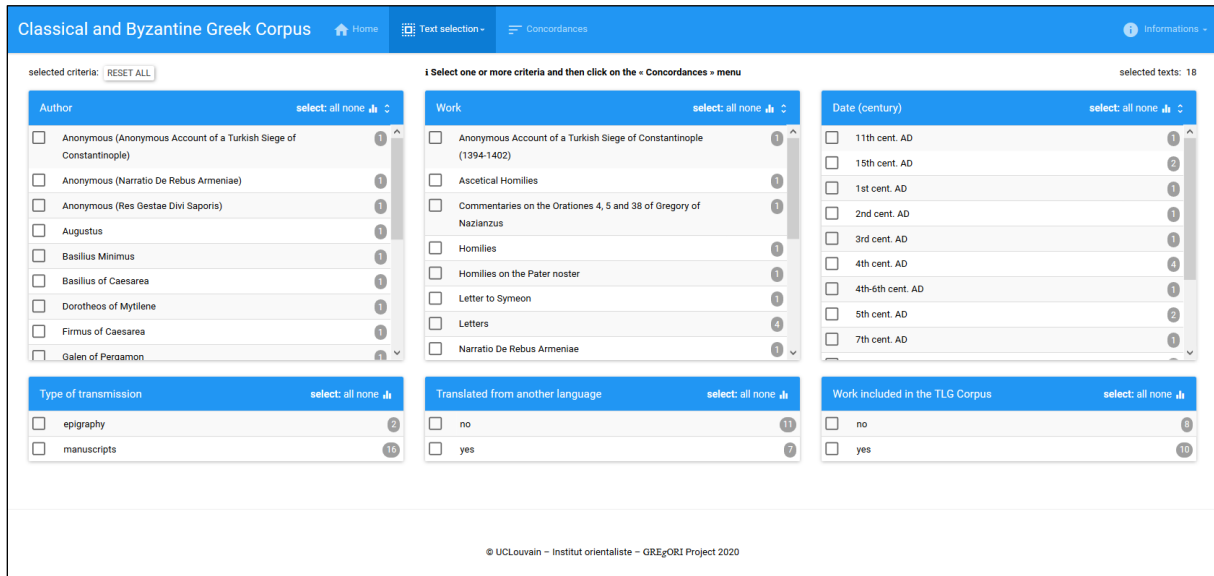 Classical and Byzantine Greek Corpus Home Text selection Concordances Informations
selected criteria: RESET ALL
i Select one or more criteria and then click on the « Concordances » menu
selected texts: 18
Author select: all none
Anonymous (Anonymous Account of a Turkish Siege of 1
Constantinople)
Anonymous (Narratio De Rebus Armeniae) 1
Anonymous (Res Gestae Divi Saporis) 1
Augustus 1
Basilius Minimus 1
Basilius of Caesarea 1
Dorotheos of Mytilene 1
Firmus of Caesarea 1
Galen of Pergamon 1
Work select: all none
Anonymous Account of a Turkish Siege of Constantinople 1
(1394-1402)
Ascetical Homilies 1
Commentaries on the Orationes 4, 5 and 38 of Gregory of 1
Nazianzus
Homilies 1
Homilies on the Pater noster 1
Letter to Symeon 1
Letters 4
Narratio De Rebus Armeniae 1
Date (century) select: all none
11th cent. AD 1
15th cent. AD 2
1st cent. AD 1
2nd cent. AD 1
3rd cent. AD 1
4th cent. AD 4
4th-6th cent. AD 1
5th cent. AD 2
7th cent. AD 1
Type of transmission select: all none
epigraphy 2
manuscripts 16
Translated from another language select: all none
no 11
yes 7
Work included in the TLG Corpus select: all none
no 8
yes 10
© UCLouvain – Institut orientaliste – GREgORI Project 2020